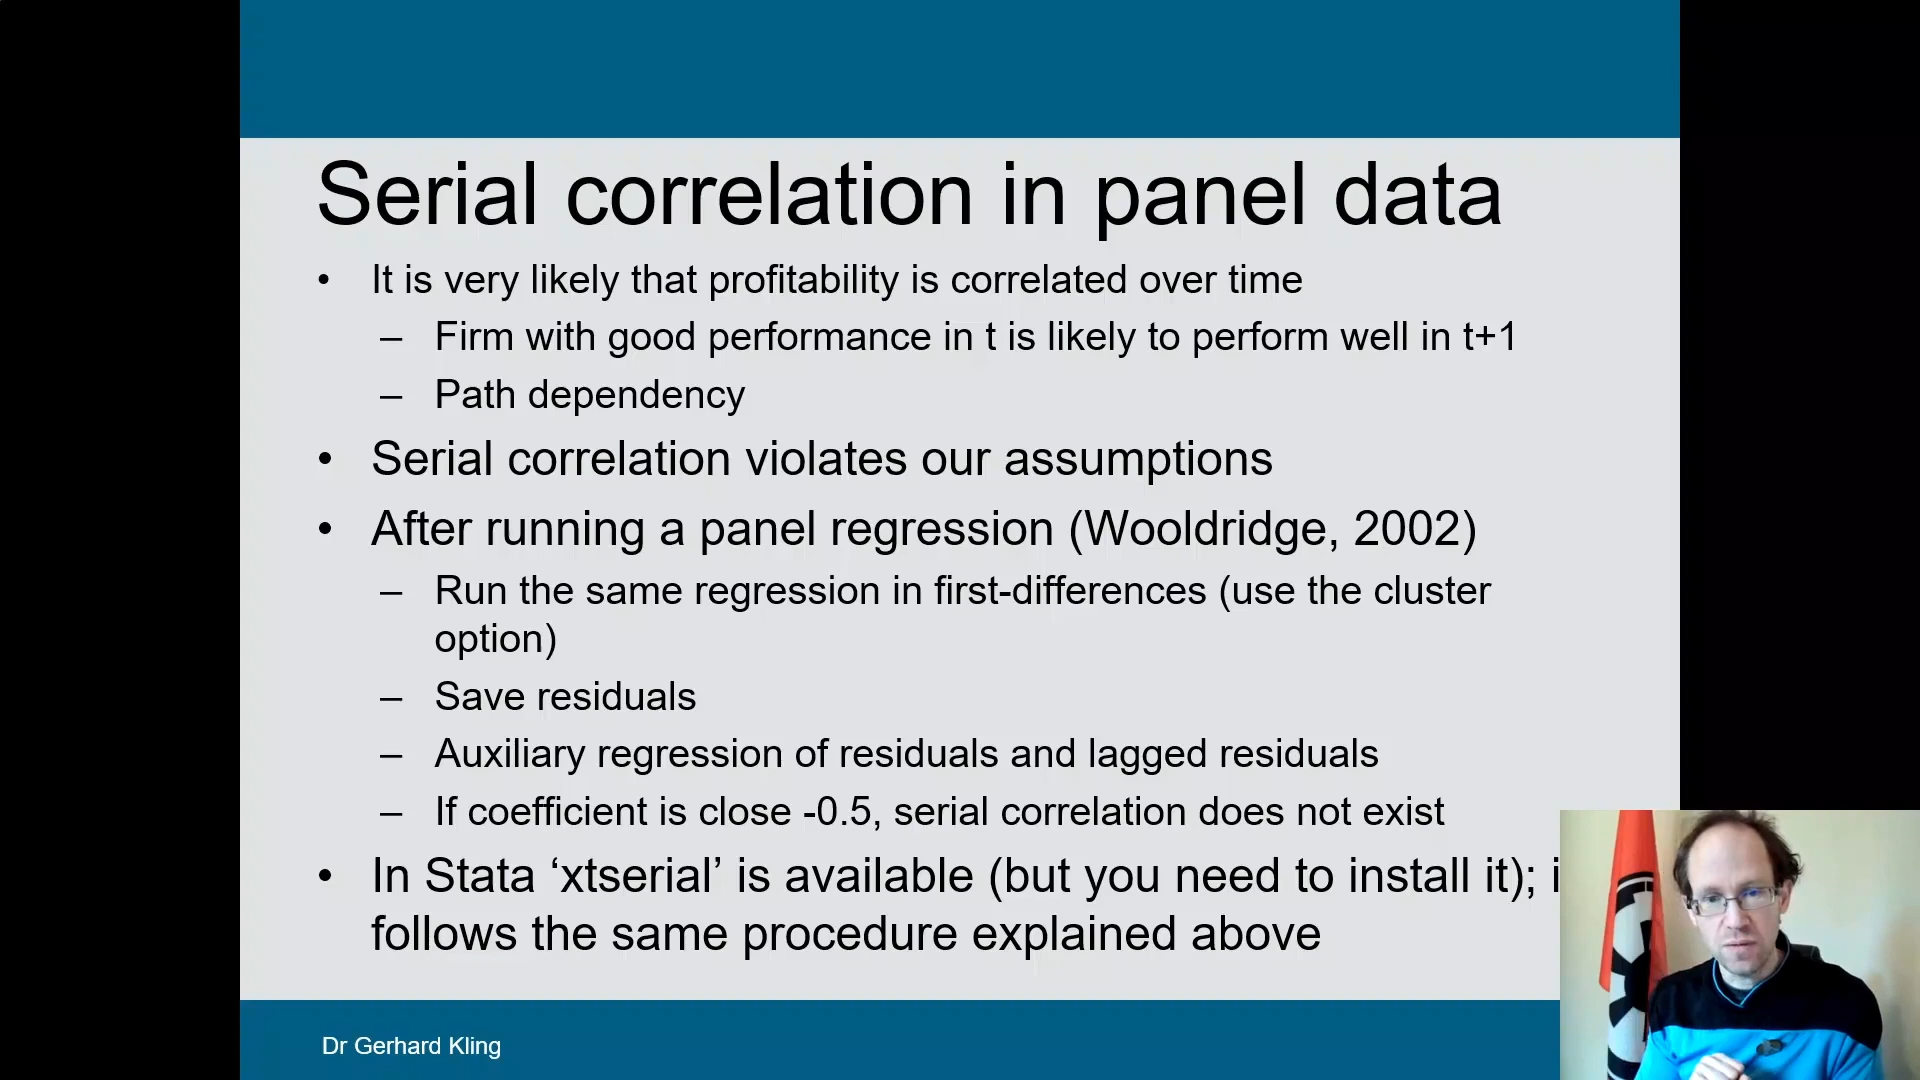 Serial correlation in panel data
• It is very likely that profitability is correlated over time
– Firm with good performance in t is likely to perform well in t+1
– Path dependency
• Serial correlation violates our assumptions
• After running a panel regression (Wooldridge, 2002)
– Run the same regression in first-differences (use the cluster
option)
– Save residuals
– Auxiliary regression of residuals and lagged residuals
– If coefficient is close -0.5, serial correlation does not exist
• In Stata ‘xtserial’ is available (but you need to install it);
follows the same procedure explained above
Dr Gerhard Kling